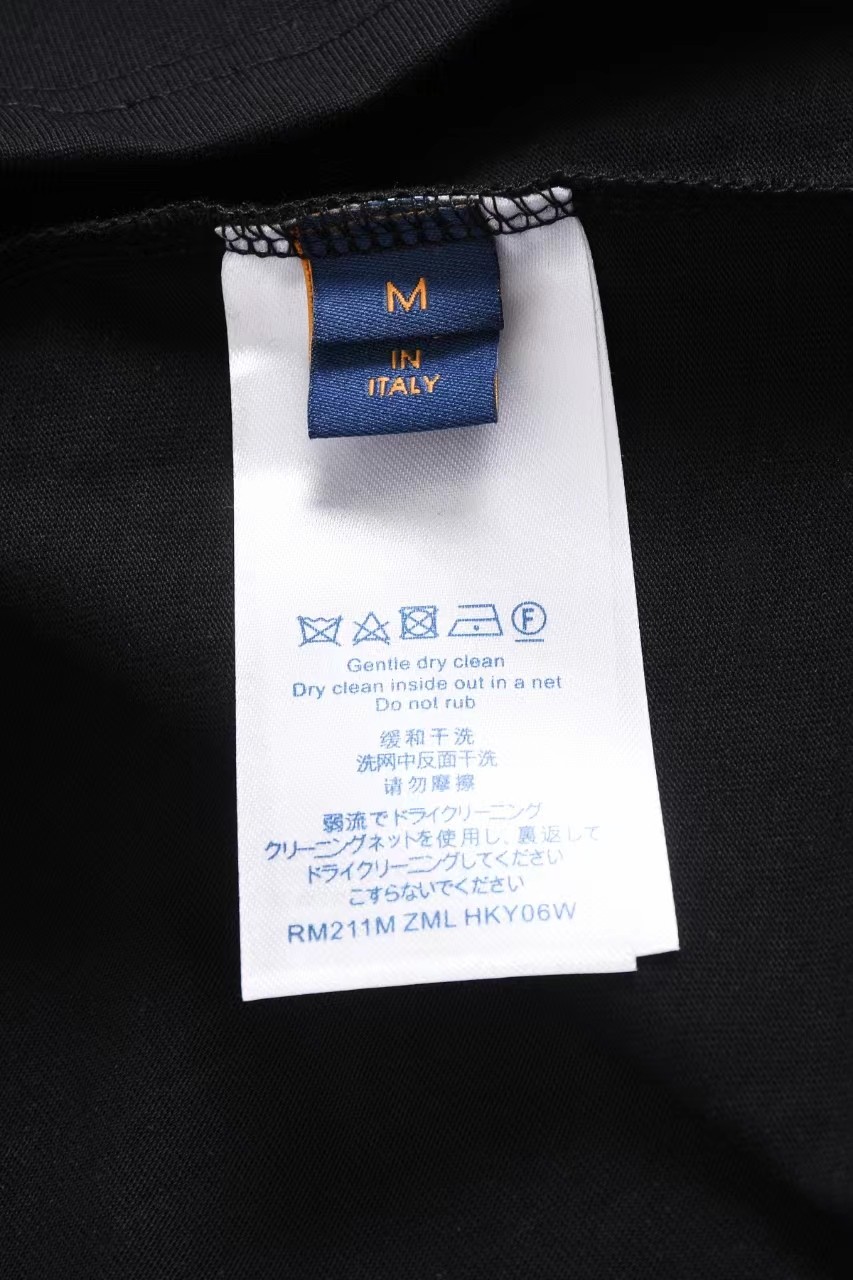 M
IN
ITALY
F
Gentle dry clean
Dry clean inside out in a net
Do not rub
缓和干洗
洗网中反面干洗
请勿摩擦
弱流でドライクリーニング
クリーニングネットを使用し、裏返して
ドライクリーニングしてください
こすらないでください
RM211M ZML HKY06W